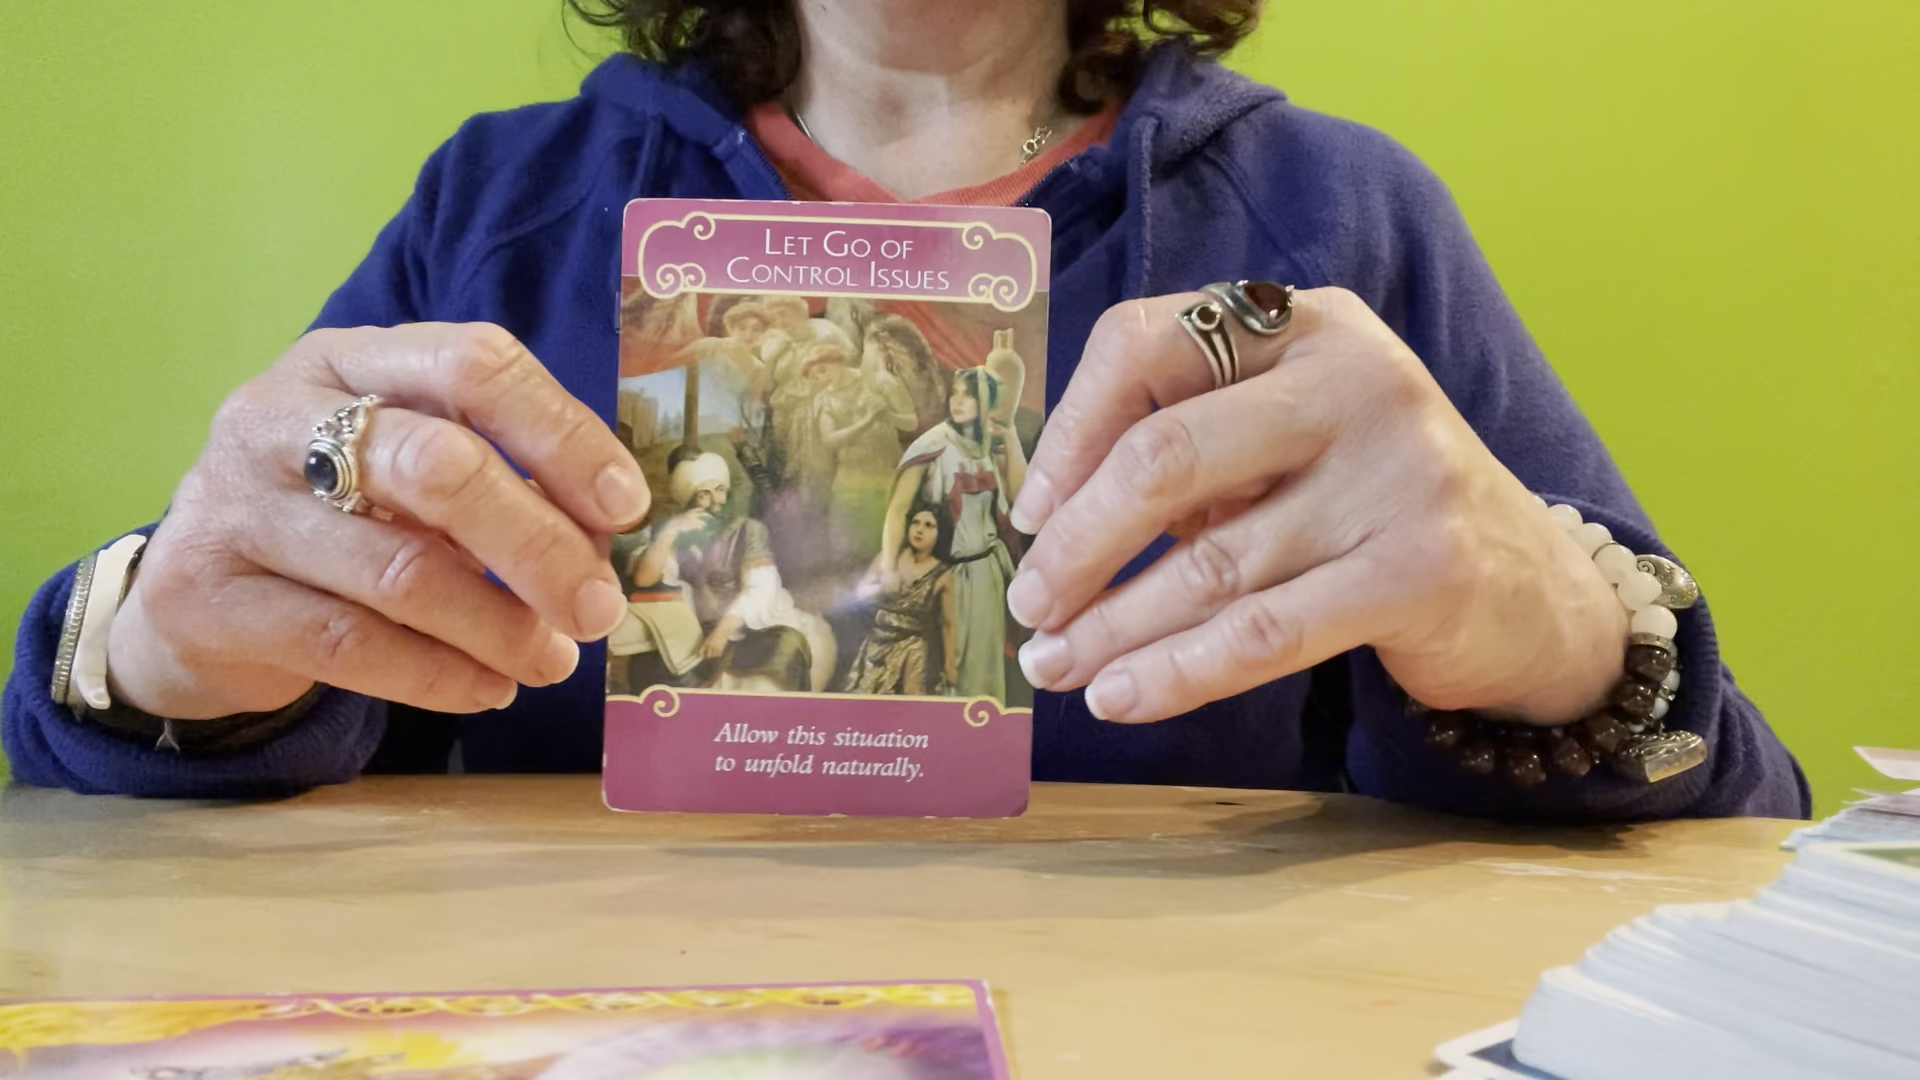 LET GO OF
CONTROL ISSUES
Allow this situation
to unfold naturally.